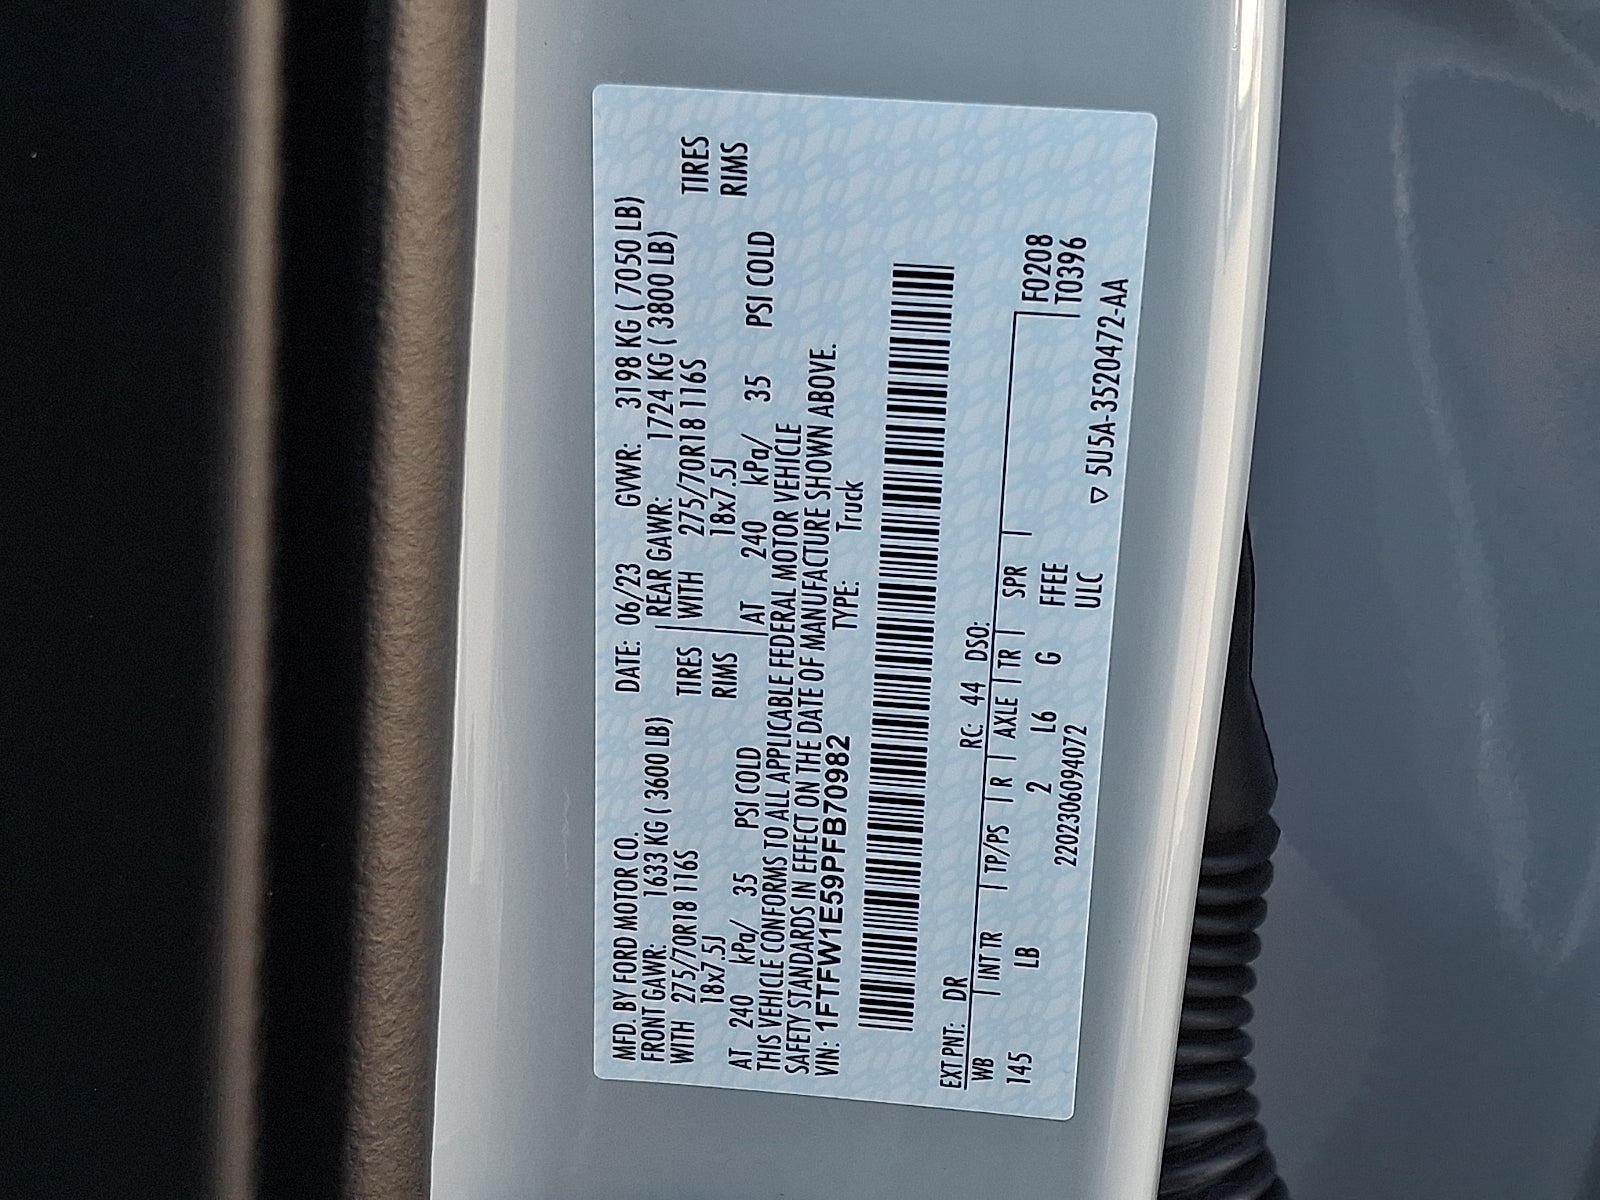 MFD. BY FORD MOTOR CO. DATE: 06/23 GVWR: 3198 KG ( 7050 LB)
FRONT GAWR: 1633 KG ( 3600 LB) REAR GAWR: 1724 KG ( 3800 LB)
WITH 275/70R18 116S TIRES WITH 275/70R18 116S TIRES
18x7.5J RIMS 18x7.5J RIMS
AT 240 kPa/ 35 PSI COLD AT 240 kPa/ 35 PSI COLD
THIS VEHICLE CONFORMS TO ALL APPLICABLE FEDERAL MOTOR VEHICLE
SAFETY STANDARDS IN EFFECT ON THE DATE OF MANUFACTURE SHOWN ABOVE.
VIN: 1FTFW1E59PFB70982 TYPE: Truck
EXT PNT: DR RC: 44 DSO:
WB INT TR TP/PS R AXLE TR SPR F0208
145 LB 2 L6 G FFEE T0396
2202306094072 ULC ▽ 5U5A-3520472-AA